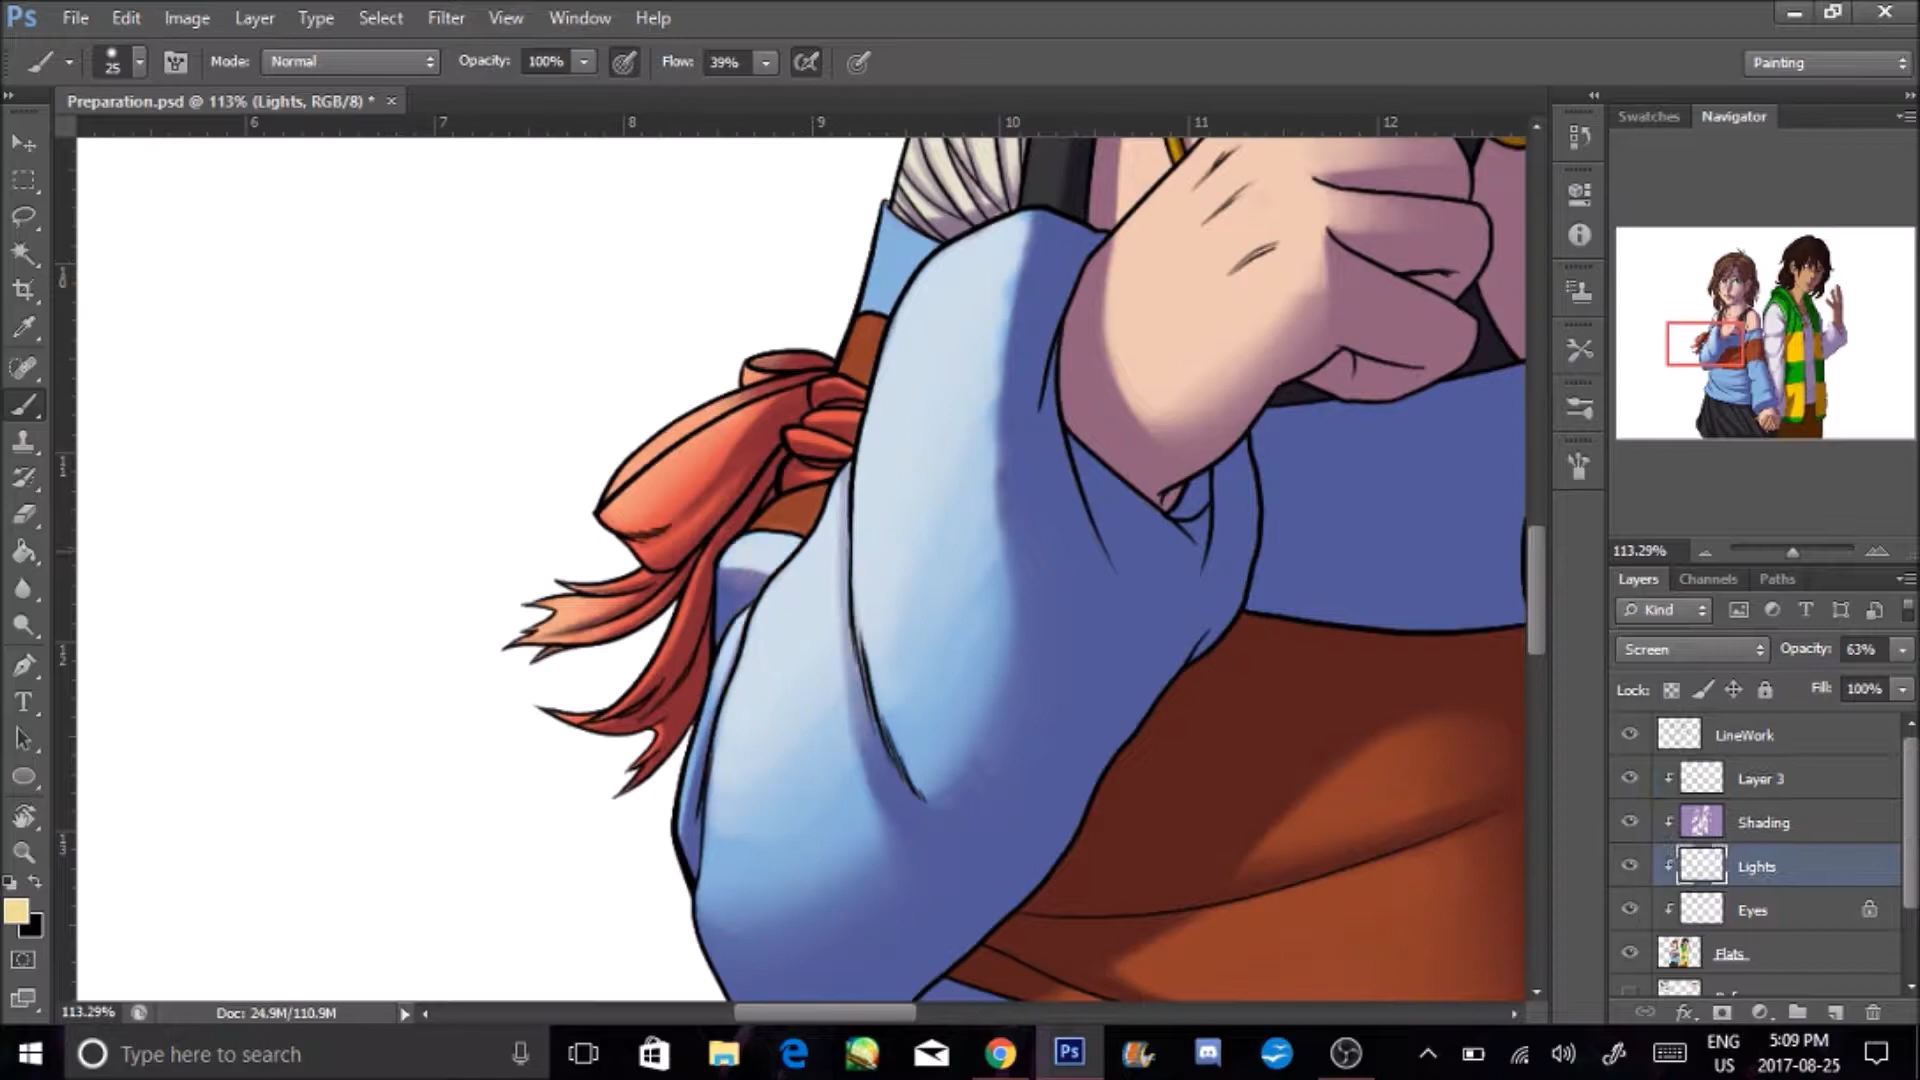 Ps File Edit Image Layer Type Select Filter View Window Help
25 Mode: Normal Opacity: 100% Flow: 39% Painting
Preparation.psd @ 113% (Lights, RGB/8) * ×
Swatches Navigator
6 7 8 9 10 11 12
113.29%
Layers Channels Paths
Kind
Screen Opacity: 63%
Lock: Fill: 100%
LineWork
Layer 3
Shading
Lights
Eyes
Flats
113.29% Doc: 24.9M/110.9M
Type here to search
Ps
ENG
US
5:09 PM
2017-08-25